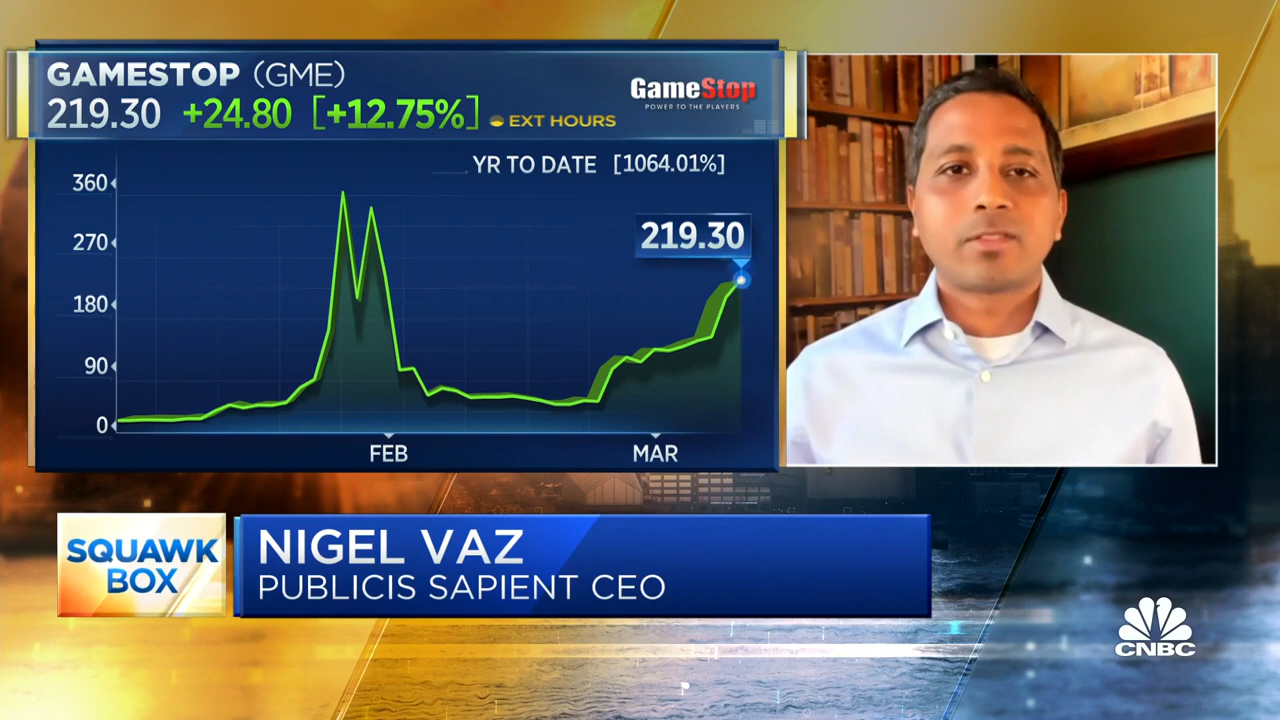 GAMESTOP (GME)
219.30 +24.80 [+12.75%] EXT HOURS
GameStop
POWER TO THE PLAYERS
YR TO DATE [1064.01%]
360
270
180
90
0
219.30
FEB
MAR
SQUAWK
BOX
NIGEL VAZ
PUBLICIS SAPIENT CEO
CNBC
P